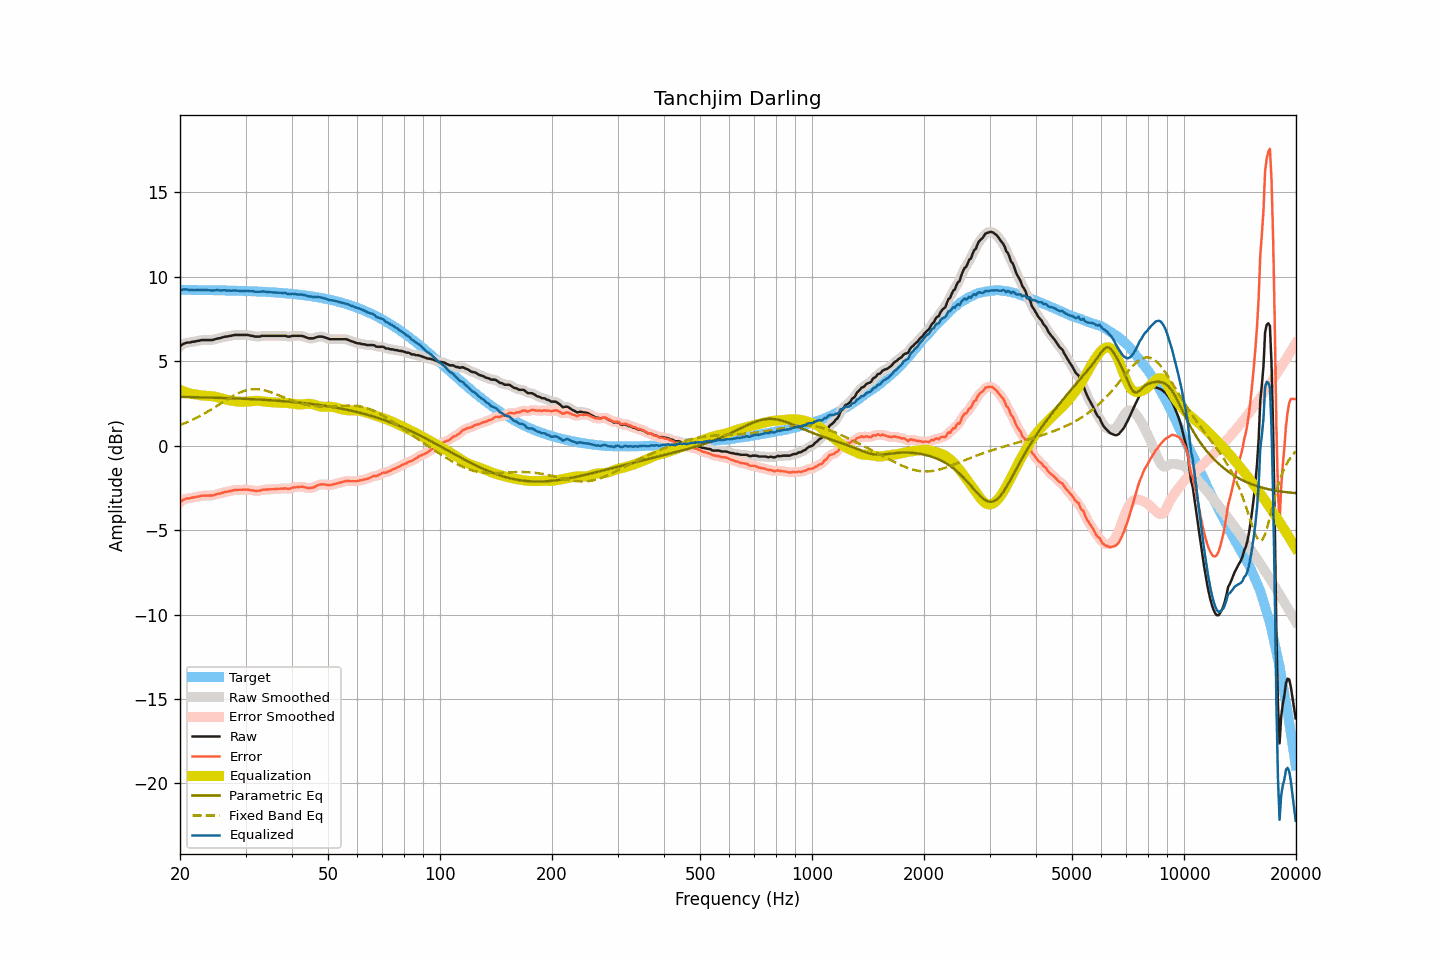 Tanchjim Darling
Amplitude (dBr)
15
10
5
0
−5
−10
−15
−20
Target
Raw Smoothed
Error Smoothed
Raw
Error
Equalization
Parametric Eq
Fixed Band Eq
Equalized
20 50 100 200 500 1000 2000 5000 10000 20000
Frequency (Hz)